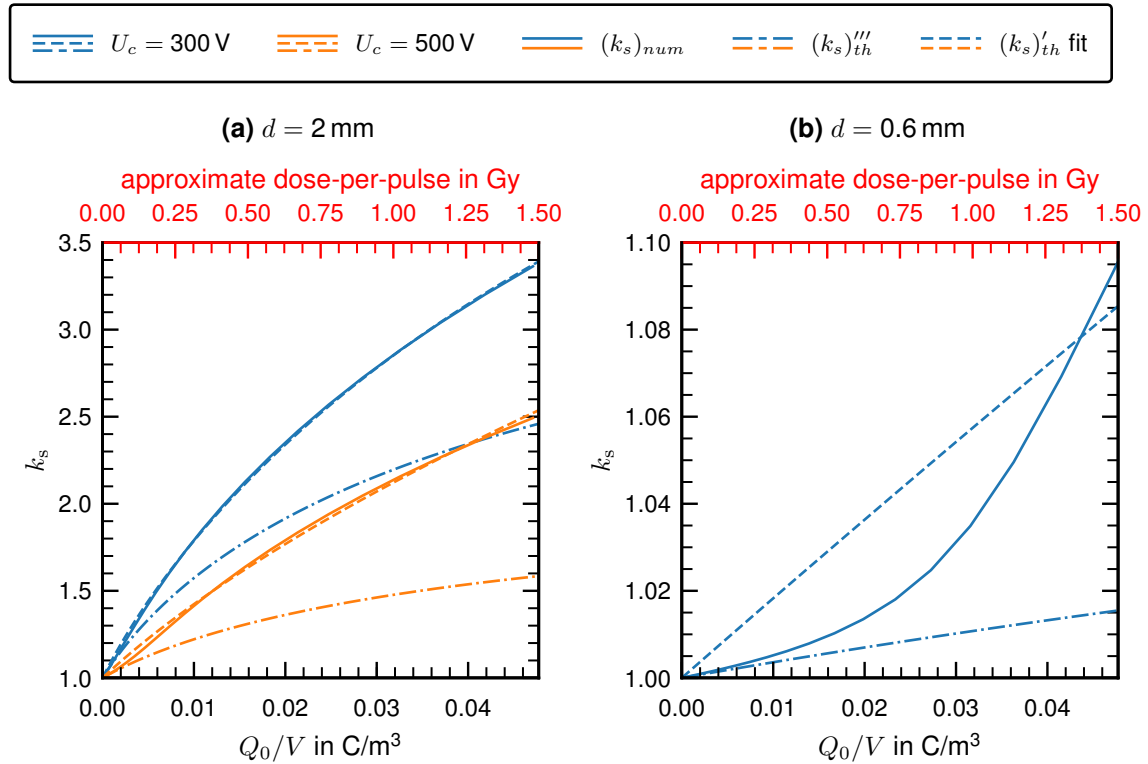 U_c = 300 V U_c = 500 V (k_s)_num (k_s)'''_th (k_s)'_th fit
(a) d = 2 mm
approximate dose-per-pulse in Gy
0.00 0.25 0.50 0.75 1.00 1.25 1.50
3.5
3.0
2.5
2.0
1.5
1.0
k_s
0.00 0.01 0.02 0.03 0.04
Q_0/V in C/m³
(b) d = 0.6 mm
approximate dose-per-pulse in Gy
0.00 0.25 0.50 0.75 1.00 1.25 1.50
1.10
1.08
1.06
1.04
1.02
1.00
k_s
0.00 0.01 0.02 0.03 0.04
Q_0/V in C/m³